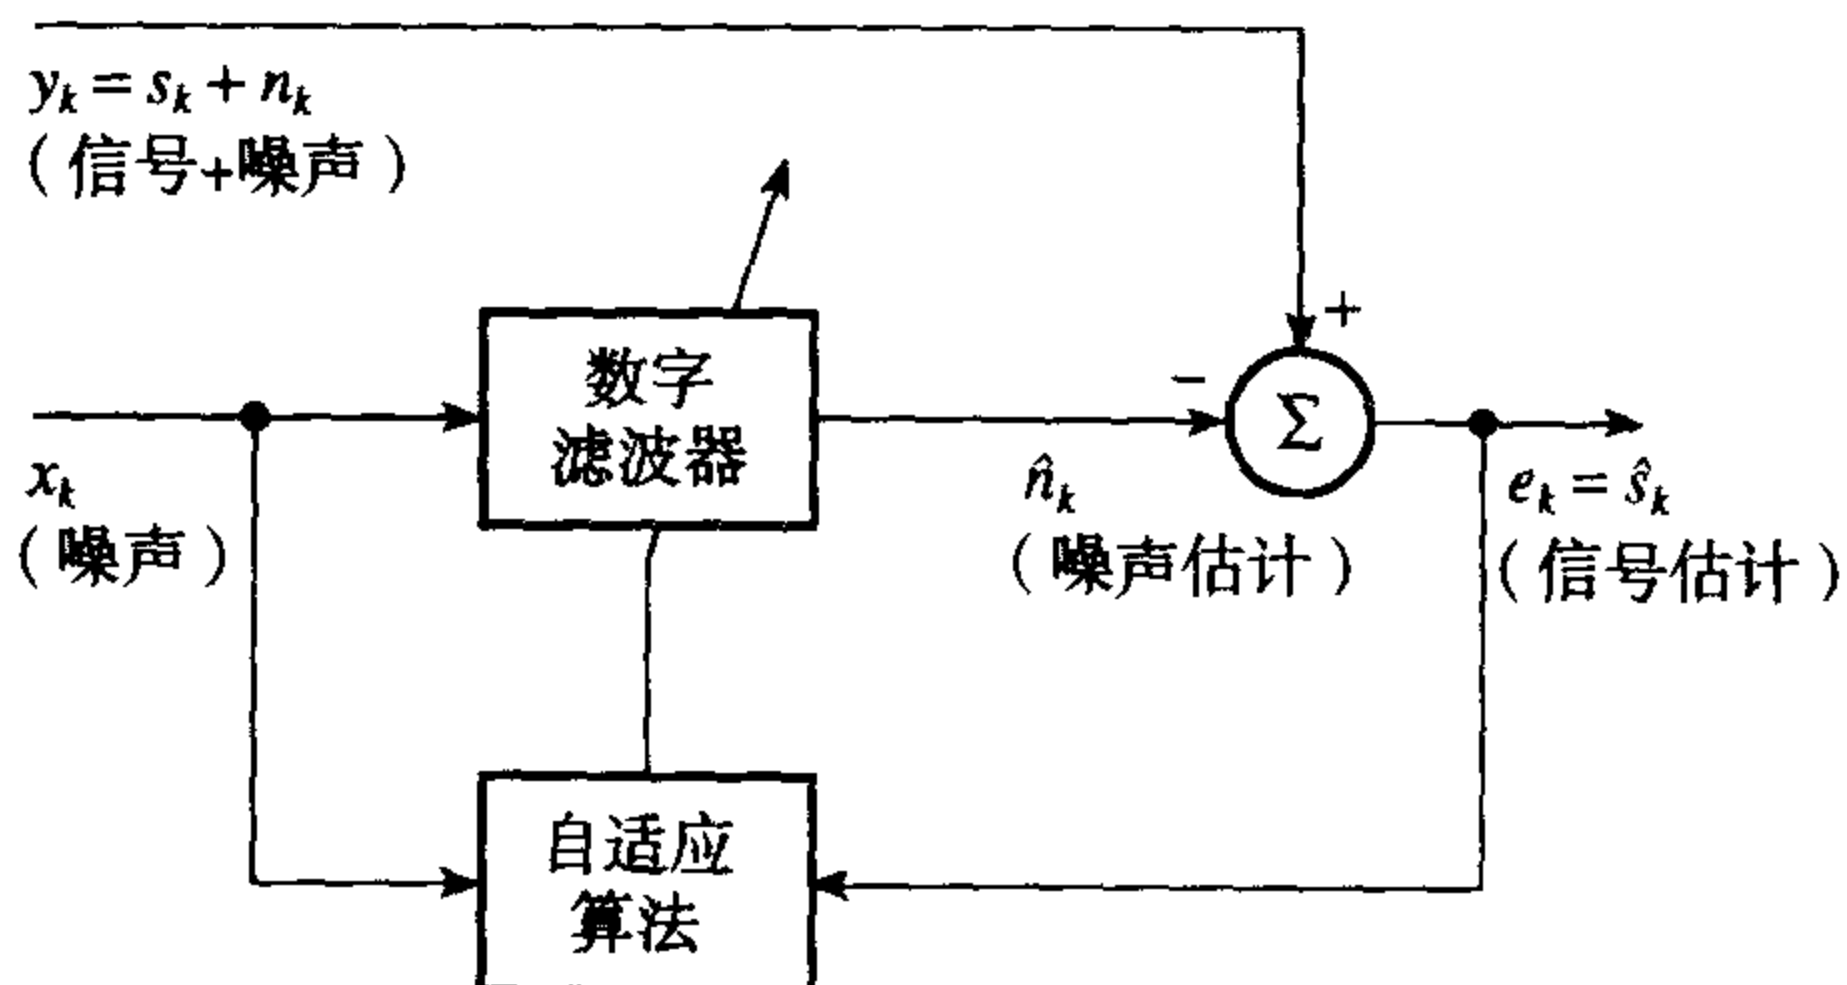 yₖ = sₖ + nₖ
（信号+噪声）
+
数字
滤波器
−
Σ
xₖ
（噪声）
n̂ₖ
（噪声估计）
eₖ = ŝₖ
（信号估计）
自适应
算法